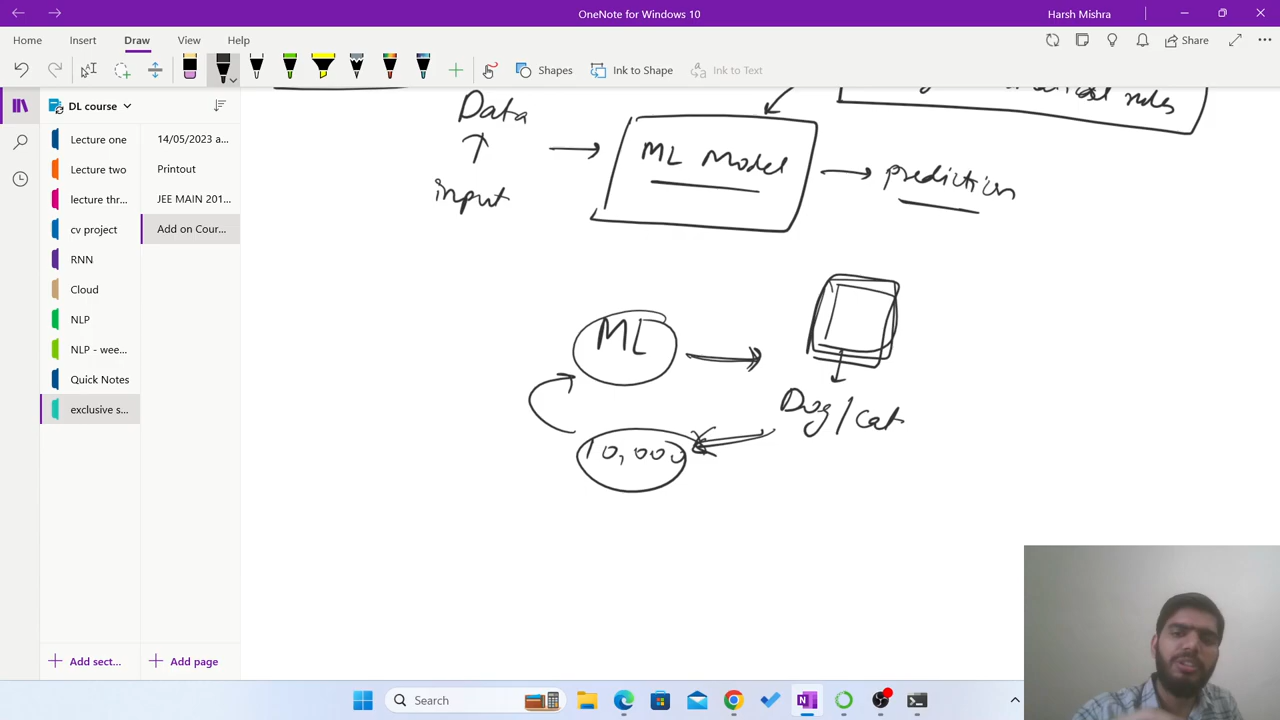 OneNote for Windows 10
Harsh Mishra
Home
Insert
Draw
View
Help
Share
Shapes
Ink to Shape
Ink to Text
DL course
Lecture one
Lecture two
lecture thr...
cv project
RNN
Cloud
NLP
NLP - wee...
Quick Notes
exclusive s...
14/05/2023 a...
Printout
JEE MAIN 201...
Add on Cour...
Add sect...
Add page
rules
Data
input
ML Model
prediction
ML
Dog/Cat
10,000
Search